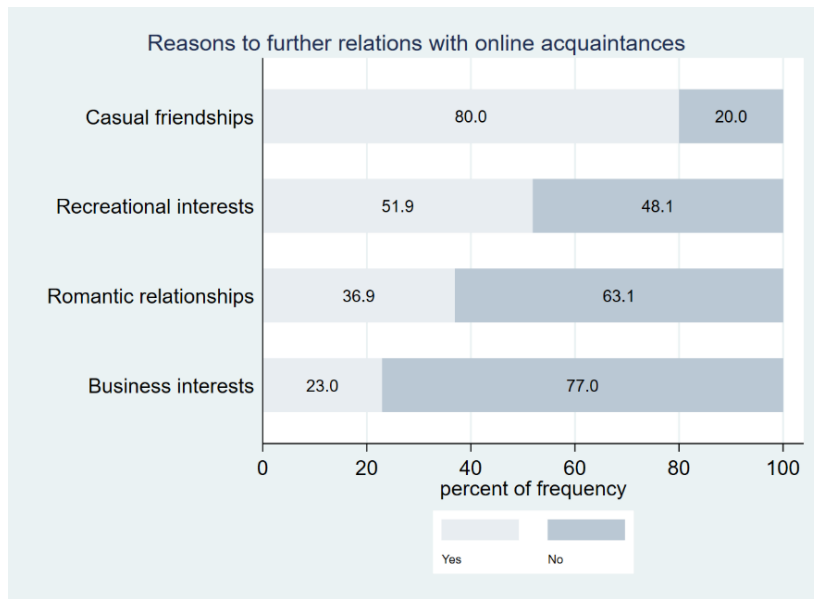 Reasons to further relations with online acquaintances
Casual friendships 80.0 20.0
Recreational interests 51.9 48.1
Romantic relationships 36.9 63.1
Business interests 23.0 77.0
0 20 40 60 80 100
percent of frequency
Yes No